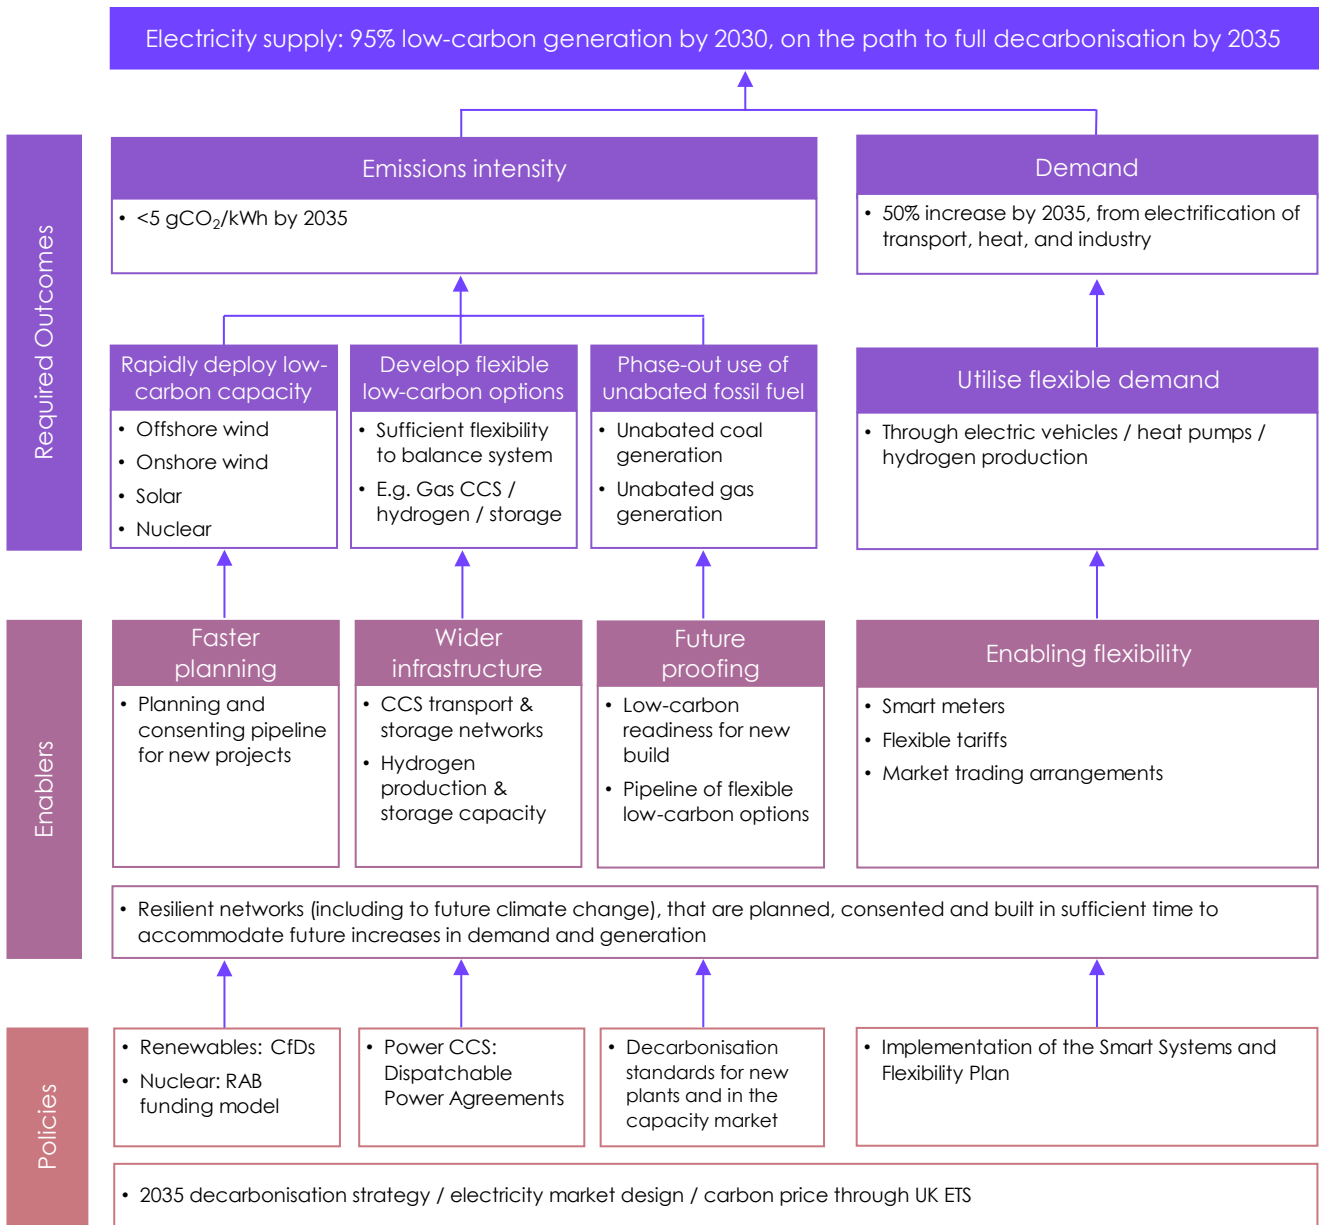 Electricity supply: 95% low-carbon generation by 2030, on the path to full decarbonisation by 2035
Required Outcomes
Emissions intensity
• <5 gCO₂/kWh by 2035
Demand
• 50% increase by 2035, from electrification of
transport, heat, and industry
Rapidly deploy low-
carbon capacity
• Offshore wind
• Onshore wind
• Solar
• Nuclear
Develop flexible
low-carbon options
• Sufficient flexibility
to balance system
• E.g. Gas CCS /
hydrogen / storage
Phase-out use of
unabated fossil fuel
• Unabated coal
generation
• Unabated gas
generation
Utilise flexible demand
• Through electric vehicles / heat pumps /
hydrogen production
Enablers
Faster
planning
• Planning and
consenting pipeline
for new projects
Wider
infrastructure
• CCS transport &
storage networks
• Hydrogen
production &
storage capacity
Future
proofing
• Low-carbon
readiness for new
build
• Pipeline of flexible
low-carbon options
Enabling flexibility
• Smart meters
• Flexible tariffs
• Market trading arrangements
• Resilient networks (including to future climate change), that are planned, consented and built in sufficient time to
accommodate future increases in demand and generation
Policies
• Renewables: CfDs
• Nuclear: RAB
funding model
• Power CCS:
Dispatchable
Power Agreements
• Decarbonisation
standards for new
plants and in the
capacity market
• Implementation of the Smart Systems and
Flexibility Plan
• 2035 decarbonisation strategy / electricity market design / carbon price through UK ETS